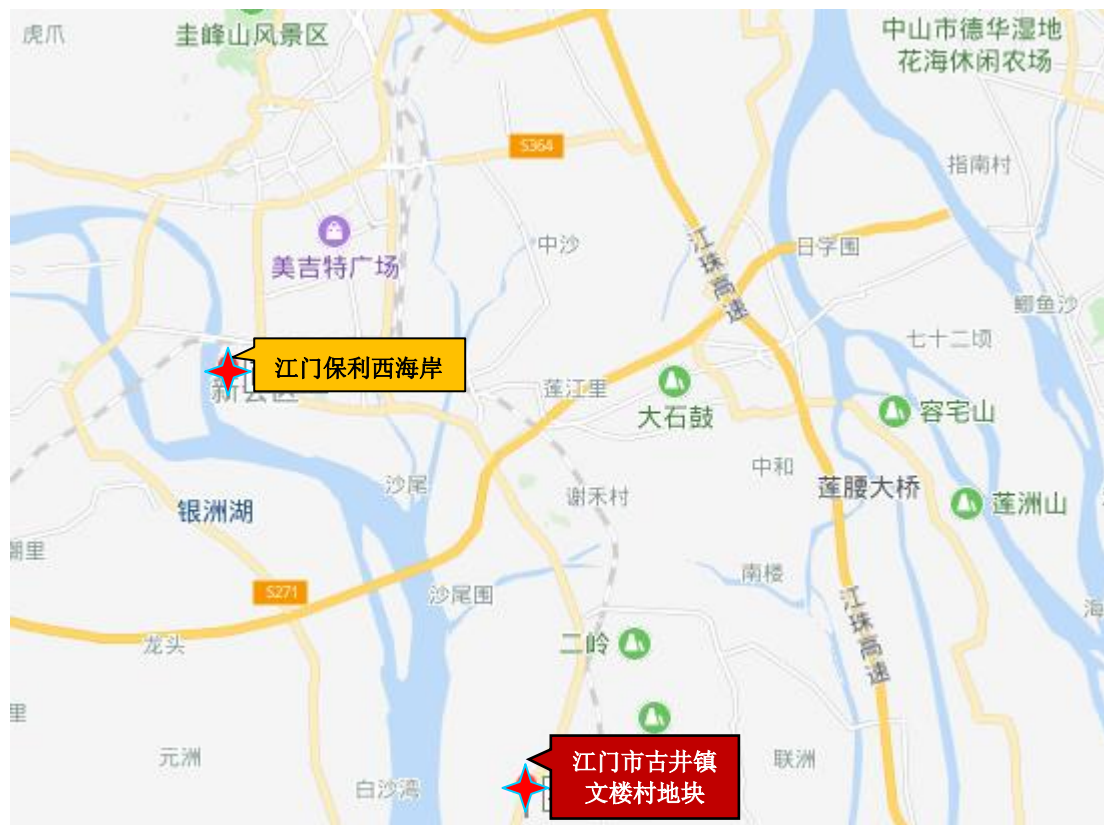 虎爪
圭峰山风景区
中山市德华湿地
花海休闲农场
S364
指南村
中沙
江珠高速
日学围
美吉特广场
鲫鱼沙
七十二顷
江门保利西海岸
莲江里
大石鼓
容宅山
中和
沙尾
谢禾村
莲腰大桥
莲洲山
银洲湖
南楼
S271
沙尾围
江珠高速
龙头
二岭
元洲
白沙湾
联洲
江门市古井镇
文楼村地块